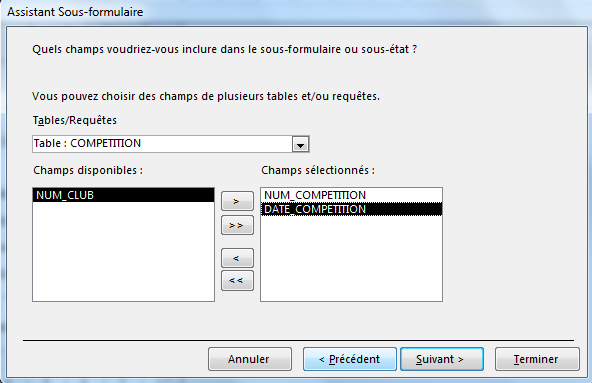 Assistant Sous-formulaire
Quels champs voudriez-vous inclure dans le sous-formulaire ou sous-état ?
Vous pouvez choisir des champs de plusieurs tables et/ou requêtes.
Tables/Requêtes
Table : COMPETITION
Champs disponibles :
Champs sélectionnés :
NUM_CLUB
>
>>
<
<<
NUM_COMPETITION
DATE_COMPETITION
Annuler
< Précédent
Suivant >
Terminer